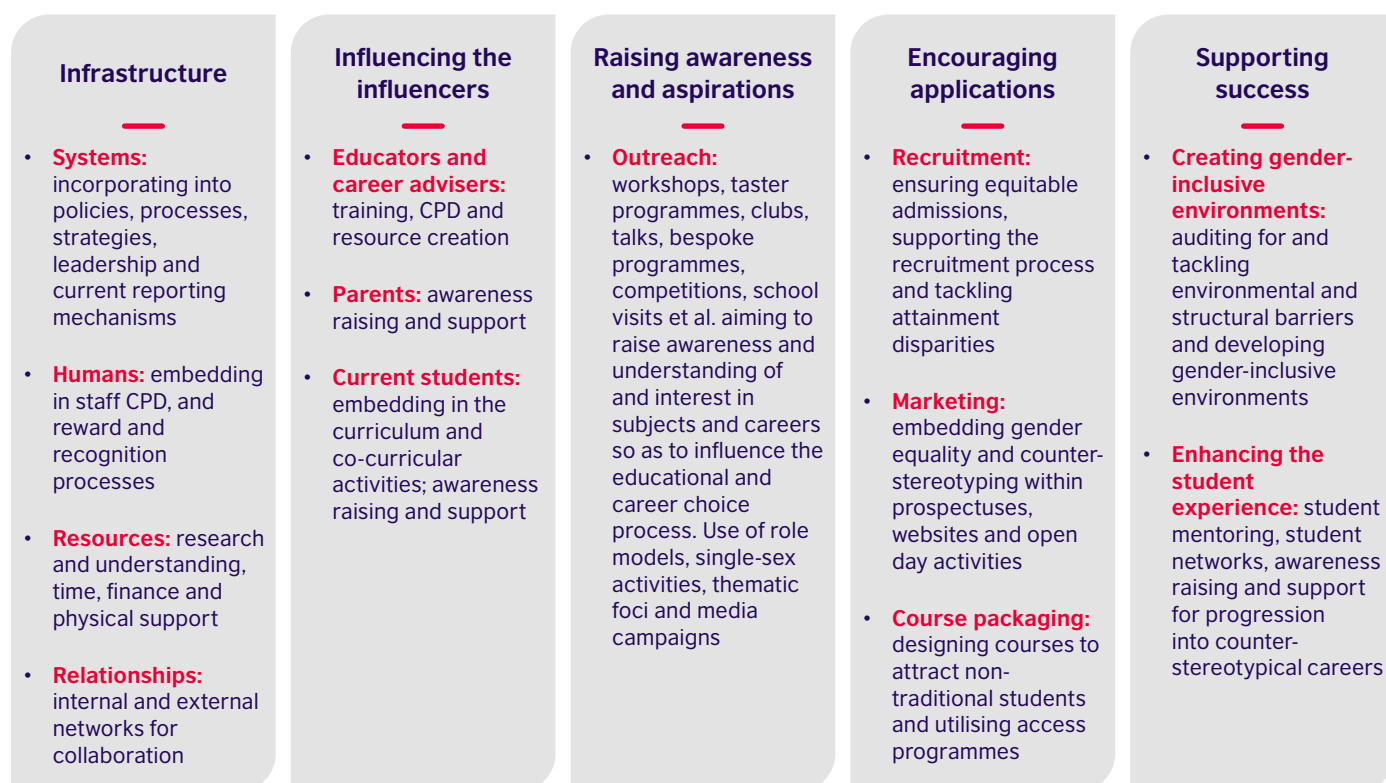 Infrastructure
• Systems:
incorporating into
policies, processes,
strategies,
leadership and
current reporting
mechanisms
• Humans: embedding
in staff CPD, and
reward and
recognition
processes
• Resources: research
and understanding,
time, finance and
physical support
• Relationships:
internal and external
networks for
collaboration
Influencing the
influencers
• Educators and
career advisers:
training, CPD and
resource creation
• Parents: awareness
raising and support
• Current students:
embedding in the
curriculum and
co-curricular
activities; awareness
raising and support
Raising awareness
and aspirations
• Outreach:
workshops, taster
programmes, clubs,
talks, bespoke
programmes,
competitions, school
visits et al. aiming to
raise awareness and
understanding of
and interest in
subjects and careers
so as to influence the
educational and
career choice
process. Use of role
models, single-sex
activities, thematic
foci and media
campaigns
Encouraging
applications
• Recruitment:
ensuring equitable
admissions,
supporting the
recruitment process
and tackling
attainment
disparities
• Marketing:
embedding gender
equality and counter-
stereotyping within
prospectuses,
websites and open
day activities
• Course packaging:
designing courses to
attract non-
traditional students
and utilising access
programmes
Supporting
success
• Creating gender-
inclusive
environments:
auditing for and
tackling
environmental and
structural barriers
and developing
gender-inclusive
environments
• Enhancing the
student
experience: student
mentoring, student
networks, awareness
raising and support
for progression
into counter-
stereotypical careers